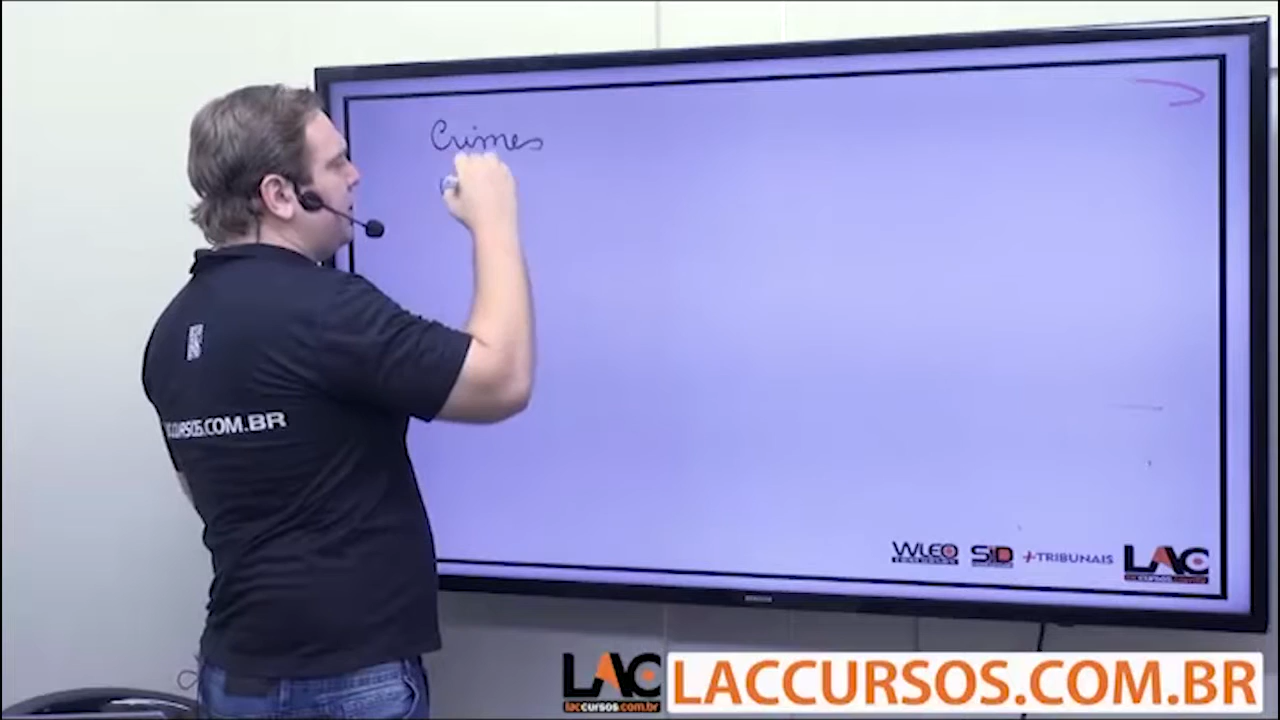 Crimes
CURSOS.COM.BR
WLEO
SID
+TRIBUNAIS
LAC
LAC
laccursos.com.br
LACCURSOS.COM.BR